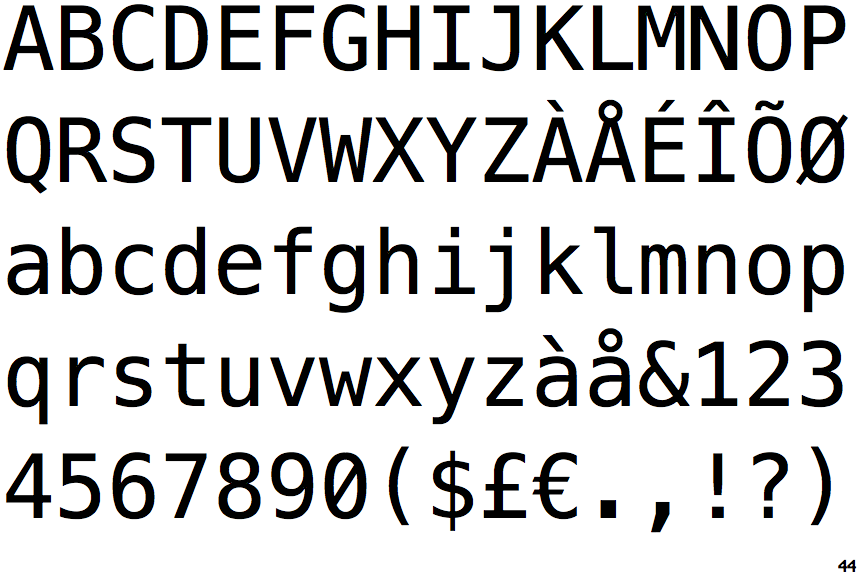 ABCDEFGHIJKLMNOP
QRSTUVWXYZÀÅÉÎÕØ
abcdefghijklmnop
qrstuvwxyzàå&123
4567890($£€.,!?)
44